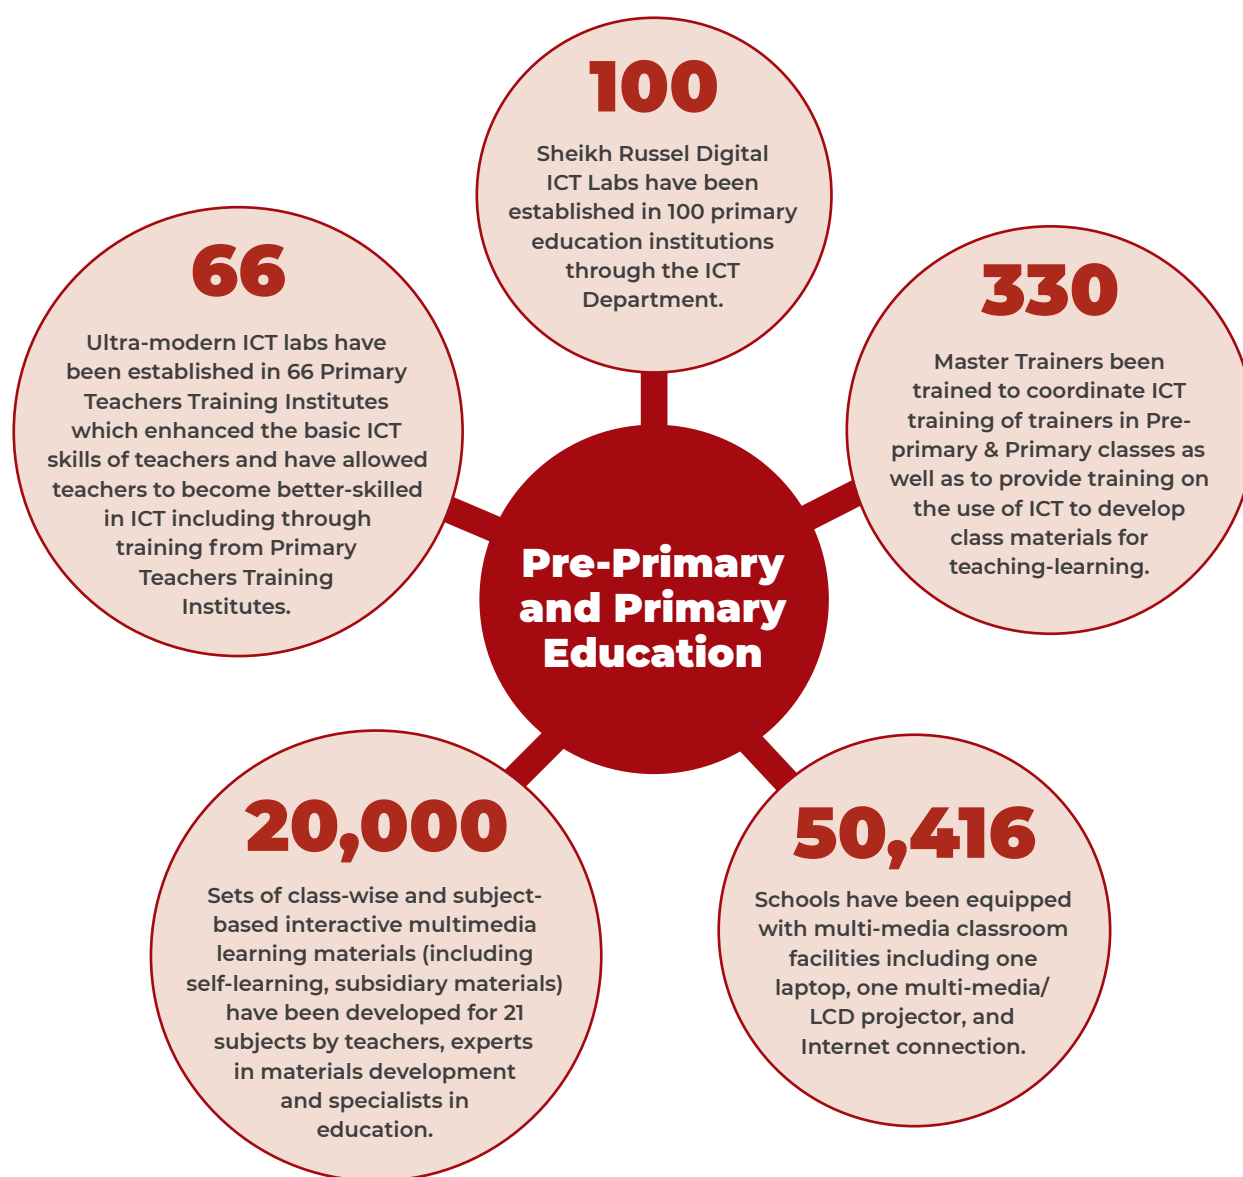 100
Sheikh Russel Digital
ICT Labs have been
established in 100 primary
education institutions
through the ICT
Department.
66
Ultra-modern ICT labs have
been established in 66 Primary
Teachers Training Institutes
which enhanced the basic ICT
skills of teachers and have allowed
teachers to become better-skilled
in ICT including through
training from Primary
Teachers Training
Institutes.
330
Master Trainers been
trained to coordinate ICT
training of trainers in Pre-
primary & Primary classes as
well as to provide training on
the use of ICT to develop
class materials for
teaching-learning.
Pre-Primary
and Primary
Education
20,000
Sets of class-wise and subject-
based interactive multimedia
learning materials (including
self-learning, subsidiary materials)
have been developed for 21
subjects by teachers, experts
in materials development
and specialists in
education.
50,416
Schools have been equipped
with multi-media classroom
facilities including one
laptop, one multi-media/
LCD projector, and
Internet connection.